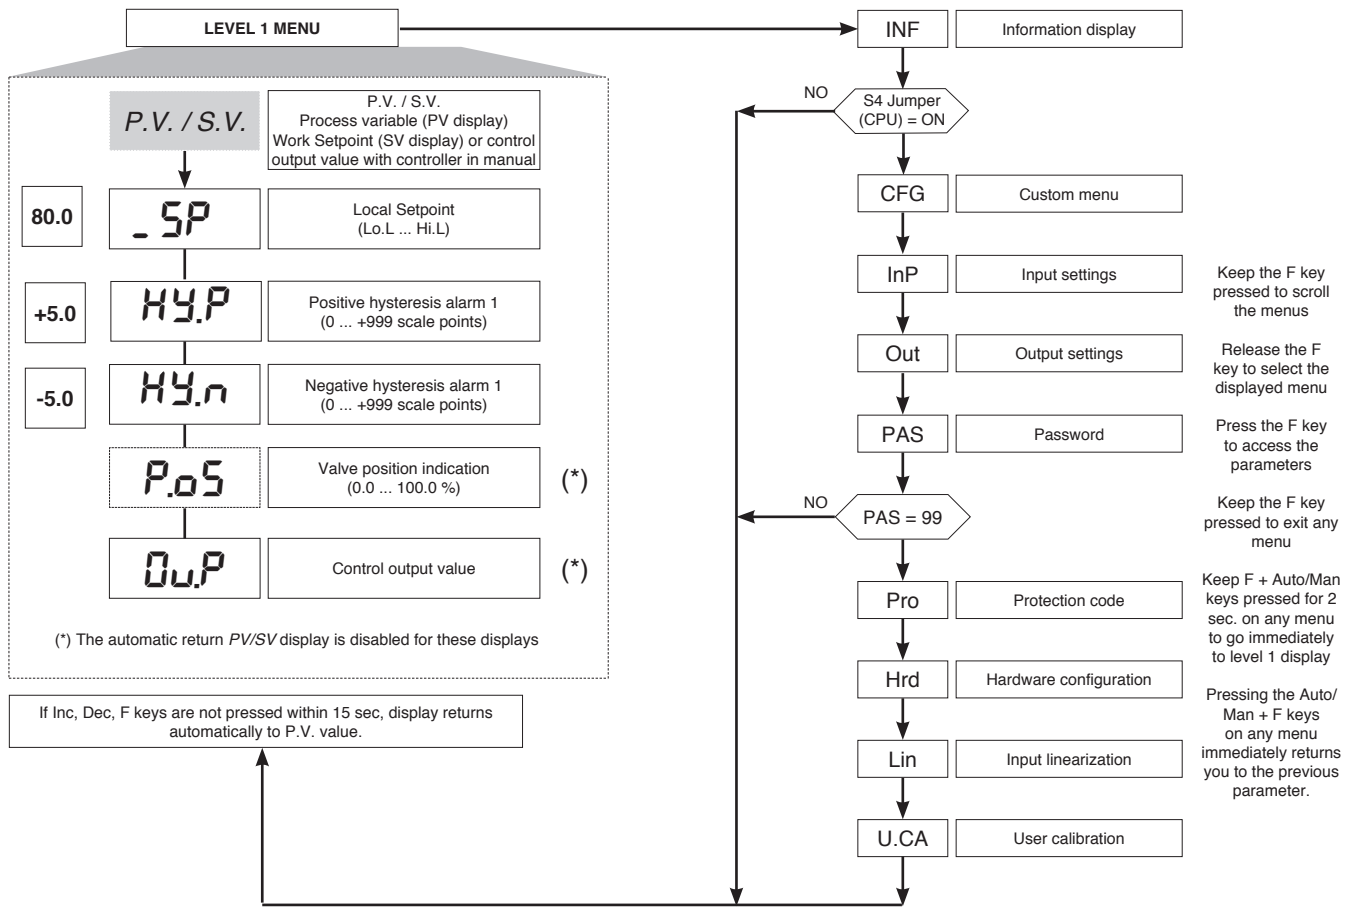 LEVEL 1 MENU
P.V. / S.V.
P.V. / S.V.
Process variable (PV display)
Work Setpoint (SV display) or control
output value with controller in manual
80.0
_SP
Local Setpoint
(Lo.L ... Hi.L)
+5.0
HY.P
Positive hysteresis alarm 1
(0 ... +999 scale points)
-5.0
HY.n
Negative hysteresis alarm 1
(0 ... +999 scale points)
P.oS
Valve position indication
(0.0 ... 100.0 %)
(*)
Ou.P
Control output value
(*)
(*) The automatic return PV/SV display is disabled for these displays
If Inc, Dec, F keys are not pressed within 15 sec, display returns
automatically to P.V. value.
INF
Information display
NO
S4 Jumper
(CPU) = ON
CFG
Custom menu
InP
Input settings
Out
Output settings
PAS
Password
NO
PAS = 99
Pro
Protection code
Hrd
Hardware configuration
Lin
Input linearization
U.CA
User calibration
Keep the F key
pressed to scroll
the menus
Release the F
key to select the
displayed menu
Press the F key
to access the
parameters
Keep the F key
pressed to exit any
menu
Keep F + Auto/Man
keys pressed for 2
sec. on any menu
to go immediately
to level 1 display
Pressing the Auto/
Man + F keys
on any menu
immediately returns
you to the previous
parameter.